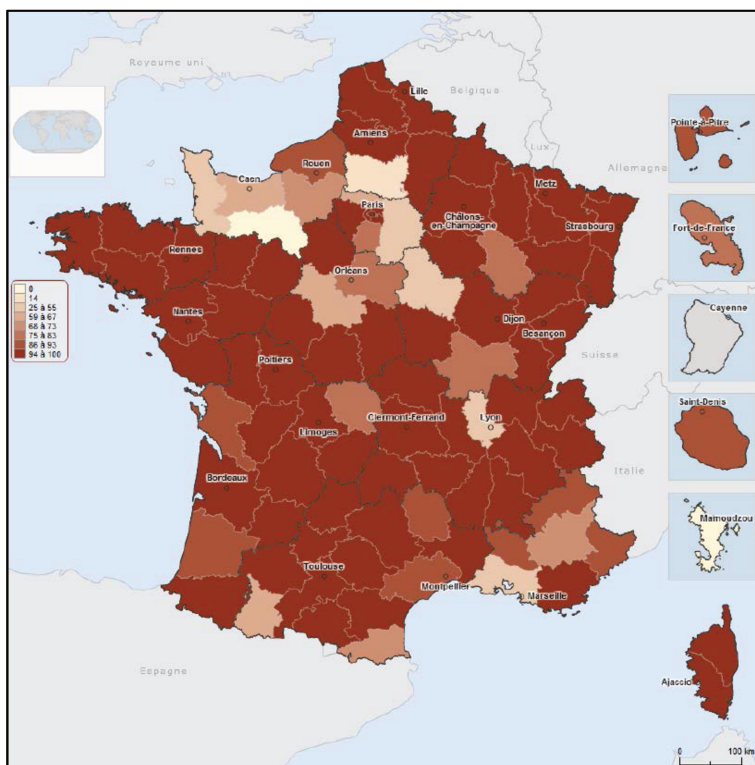 Royaume uni
Belgique
Lille
Lux.
Allemagne
Amiens
Rouen
Caen
Paris
Metz
Châlons-
en-Champagne
Strasbourg
Rennes
Orléans
Nantes
Dijon
Besançon
Suisse
Poitiers
Limoges
Clermont-Ferrand
Lyon
Italie
Bordeaux
Toulouse
Montpellier
Marseille
Espagne
Ajaccio
0
14
25 à 55
59 à 67
68 à 73
75 à 83
86 à 93
94 à 100
Pointe-à-Pitre
Fort-de-France
Cayenne
Saint-Denis
Mamoudzou
0 100 km